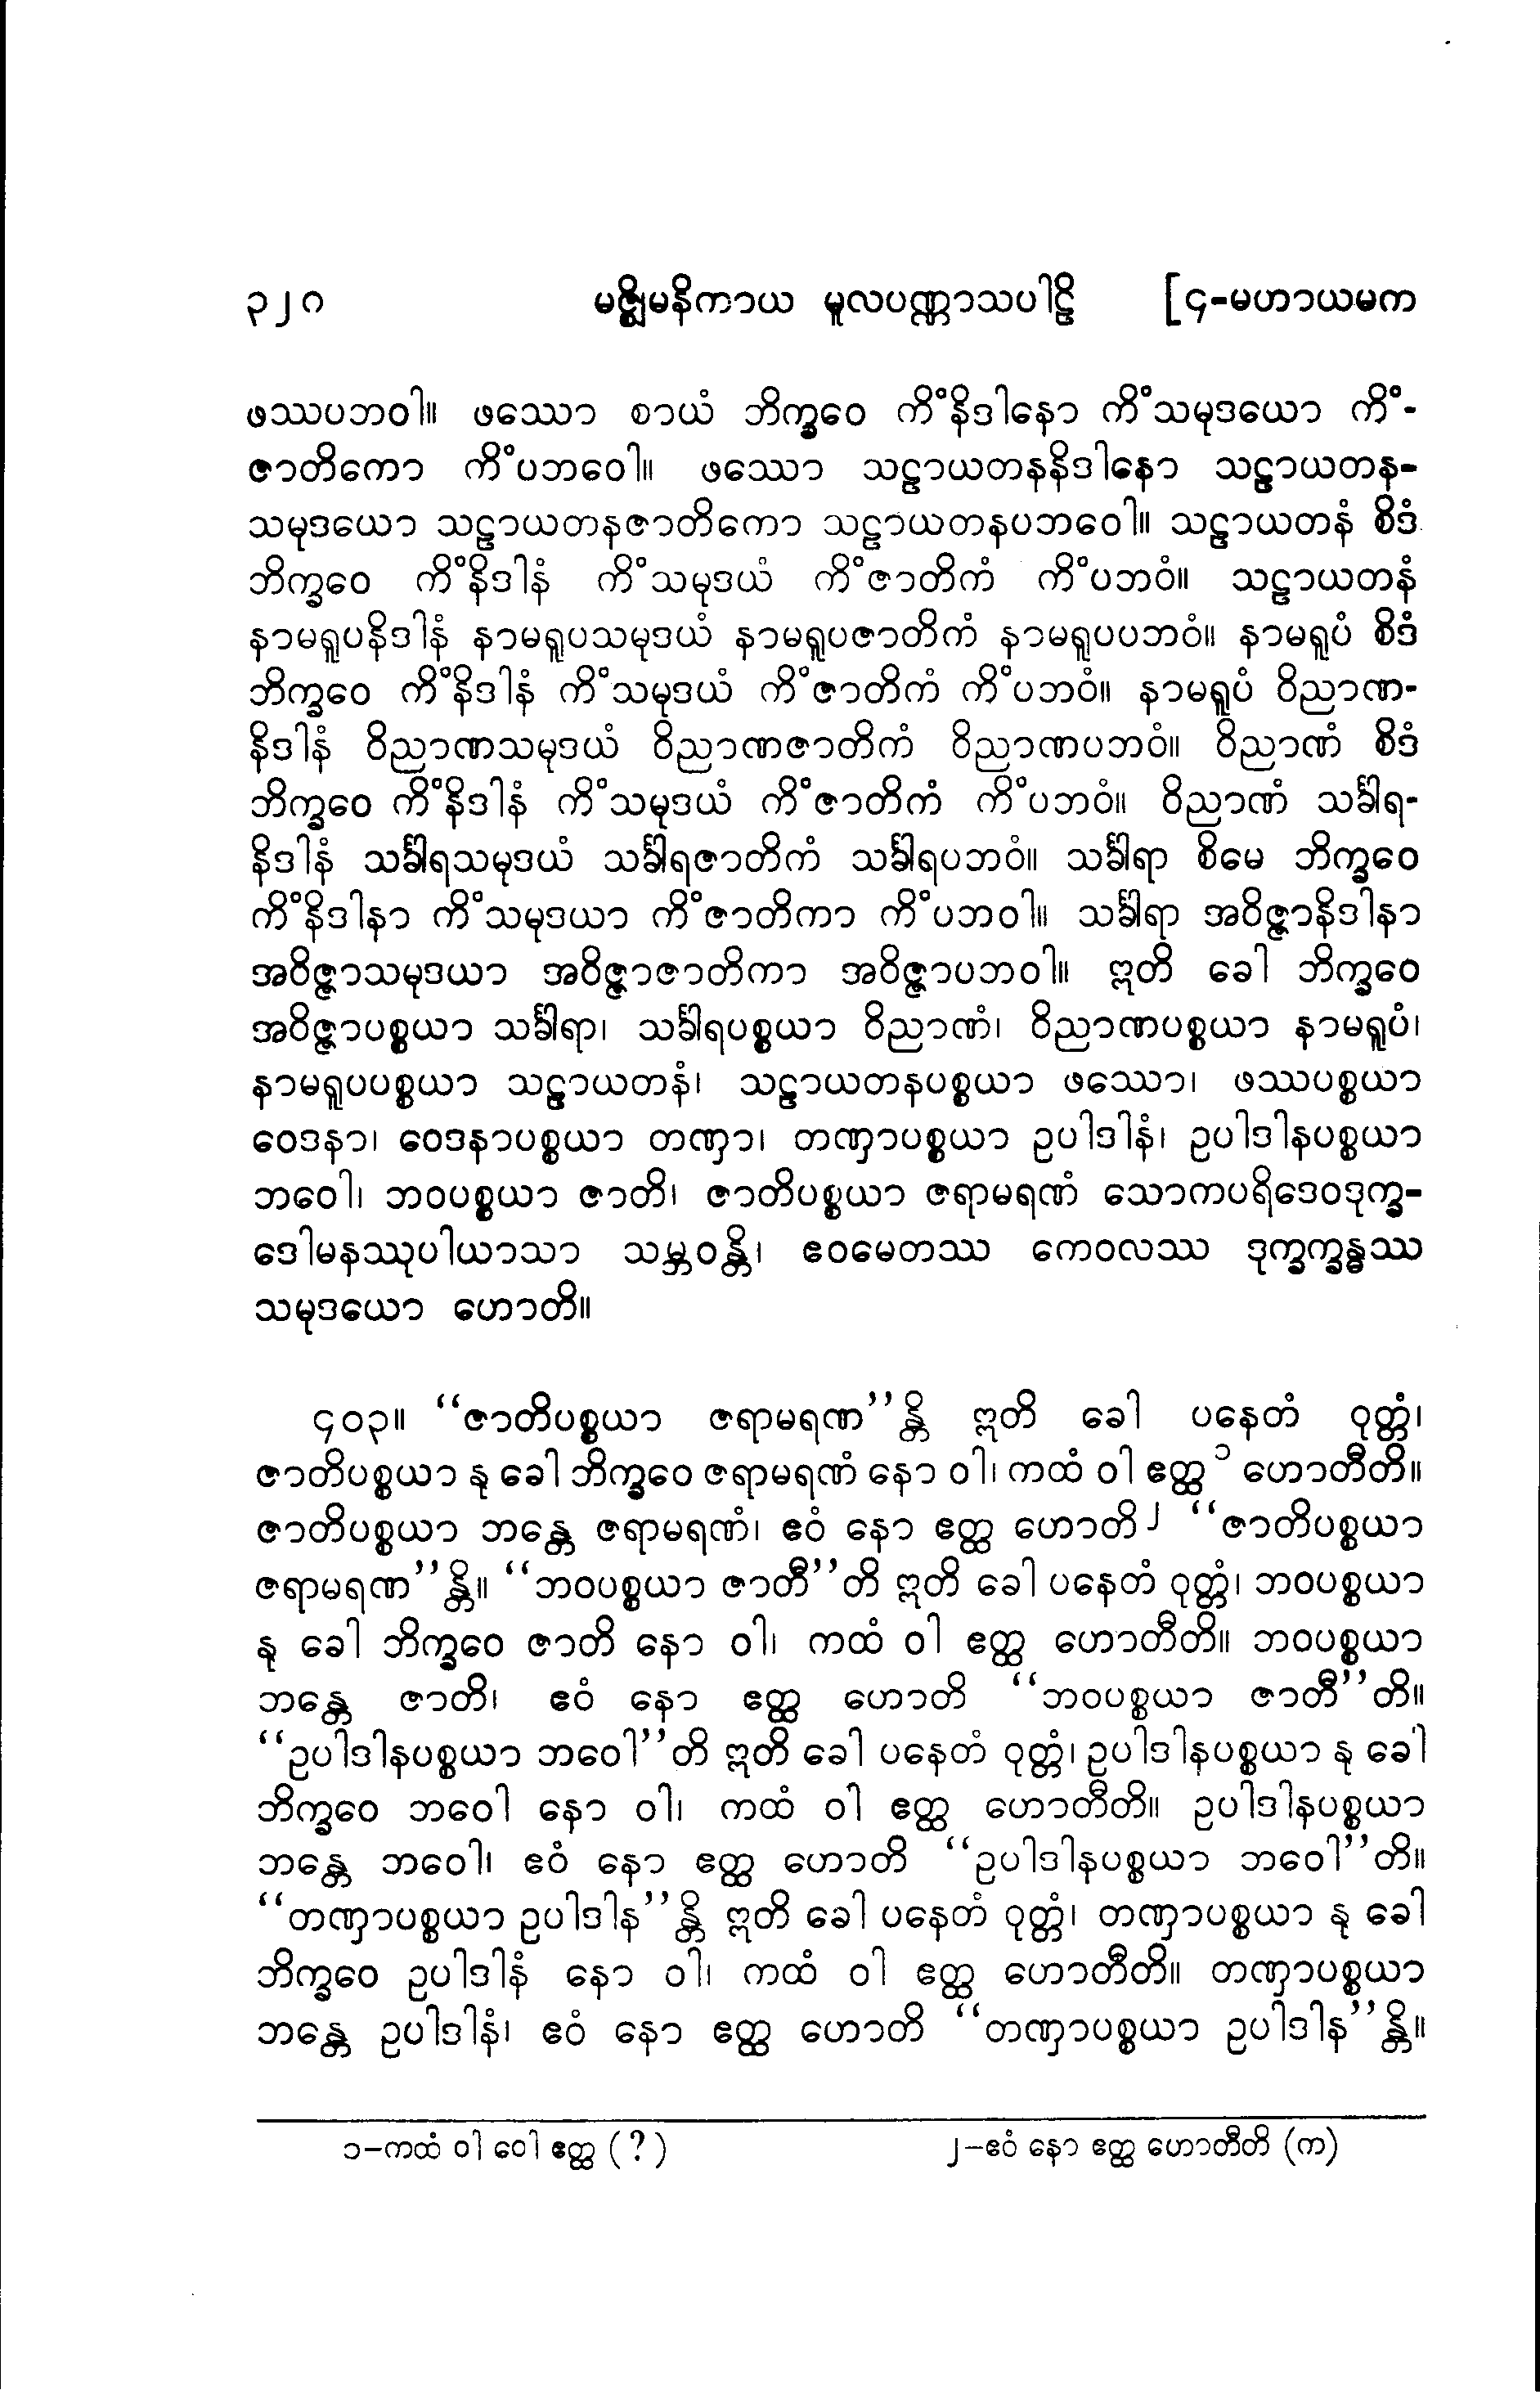 ၃၂၈ မဇ္ဈိမနိကာယ မူလပဏ္ဏာသပါဠိ [၄-မဟာယမက
ဖဿပဘဝါ။ ဖဿော စာယံ ဘိက္ခဝေ ကိံနိဒါနော ကိံသမုဒယော ကိံ-
ဇာတိကော ကိံပဘဝေါ။ ဖဿော သဠာယတနနိဒါနော သဠာယတန-
သမုဒယော သဠာယတနဇာတိကော သဠာယတနပဘဝေါ။ သဠာယတနံ စိဒံ
ဘိက္ခဝေ ကိံနိဒါနံ ကိံသမုဒယံ ကိံဇာတိကံ ကိံပဘဝံ။ သဠာယတနံ
နာမရူပနိဒါနံ နာမရူပသမုဒယံ နာမရူပဇာတိကံ နာမရူပပဘဝံ။ နာမရူပံ စိဒံ
ဘိက္ခဝေ ကိံနိဒါနံ ကိံသမုဒယံ ကိံဇာတိကံ ကိံပဘဝံ။ နာမရူပံ ဝိညာဏ-
နိဒါနံ ဝိညာဏသမုဒယံ ဝိညာဏဇာတိကံ ဝိညာဏပဘဝံ။ ဝိညာဏံ စိဒံ
ဘိက္ခဝေ ကိံနိဒါနံ ကိံသမုဒယံ ကိံဇာတိကံ ကိံပဘဝံ။ ဝိညာဏံ သင်္ခါရ-
နိဒါနံ သင်္ခါရသမုဒယံ သင်္ခါရဇာတိကံ သင်္ခါရပဘဝံ။ သင်္ခါရာ စိမေ ဘိက္ခဝေ
ကိံနိဒါနာ ကိံသမုဒယာ ကိံဇာတိကာ ကိံပဘဝါ။ သင်္ခါရာ အဝိဇ္ဇာနိဒါနာ
အဝိဇ္ဇာသမုဒယာ အဝိဇ္ဇာဇာတိကာ အဝိဇ္ဇာပဘဝါ။ ဣတိ ခေါ ဘိက္ခဝေ
အဝိဇ္ဇာပစ္စယာ သင်္ခါရာ၊ သင်္ခါရပစ္စယာ ဝိညာဏံ၊ ဝိညာဏပစ္စယာ နာမရူပံ၊
နာမရူပပစ္စယာ သဠာယတနံ၊ သဠာယတနပစ္စယာ ဖဿော၊ ဖဿပစ္စယာ
ဝေဒနာ၊ ဝေဒနာပစ္စယာ တဏှာ၊ တဏှာပစ္စယာ ဥပါဒါနံ၊ ဥပါဒါနပစ္စယာ
ဘဝေါ၊ ဘဝပစ္စယာ ဇာတိ၊ ဇာတိပစ္စယာ ဇရာမရဏံ သောကပရိဒေဝဒုက္ခ-
ဒေါမနဿုပါယာသာ သမ္ဘဝန္တိ၊ ဧဝမေတဿ ကေဝလဿ ဒုက္ခက္ခန္ဓဿ
သမုဒယော ဟောတိ။
၄၀၃။ “ဇာတိပစ္စယာ ဇရာမရဏ”န္တိ ဣတိ ခေါ ပနေတံ ဝုတ္တံ၊
ဇာတိပစ္စယာ နု ခေါ ဘိက္ခဝေ ဇရာမရဏံ နော ဝါ၊ ကထံ ဝါ ဧတ္ထ၁ ဟောတီတိ။
ဇာတိပစ္စယာ ဘန္တေ ဇရာမရဏံ၊ ဧဝံ နော ဧတ္ထ ဟောတိ၂ “ဇာတိပစ္စယာ
ဇရာမရဏ”န္တိ။ “ဘဝပစ္စယာ ဇာတီ”တိ ဣတိ ခေါ ပနေတံ ဝုတ္တံ၊ ဘဝပစ္စယာ
နု ခေါ ဘိက္ခဝေ ဇာတိ နော ဝါ၊ ကထံ ဝါ ဧတ္ထ ဟောတီတိ။ ဘဝပစ္စယာ
ဘန္တေ ဇာတိ၊ ဧဝံ နော ဧတ္ထ ဟောတိ “ဘဝပစ္စယာ ဇာတီ”တိ။
“ဥပါဒါနပစ္စယာ ဘဝေါ”တိ ဣတိ ခေါ ပနေတံ ဝုတ္တံ၊ ဥပါဒါနပစ္စယာ နု ခေါ
ဘိက္ခဝေ ဘဝေါ နော ဝါ၊ ကထံ ဝါ ဧတ္ထ ဟောတီတိ။ ဥပါဒါနပစ္စယာ
ဘန္တေ ဘဝေါ၊ ဧဝံ နော ဧတ္ထ ဟောတိ “ဥပါဒါနပစ္စယာ ဘဝေါ”တိ။
“တဏှာပစ္စယာ ဥပါဒါန”န္တိ ဣတိ ခေါ ပနေတံ ဝုတ္တံ၊ တဏှာပစ္စယာ နု ခေါ
ဘိက္ခဝေ ဥပါဒါနံ နော ဝါ၊ ကထံ ဝါ ဧတ္ထ ဟောတီတိ။ တဏှာပစ္စယာ
ဘန္တေ ဥပါဒါနံ၊ ဧဝံ နော ဧတ္ထ ဟောတိ “တဏှာပစ္စယာ ဥပါဒါန”န္တိ။
၁-ကထံ ဝါ ဝေါ ဧတ္ထ (?) ၂-ဧဝံ နော ဧတ္ထ ဟောတီတိ (က)